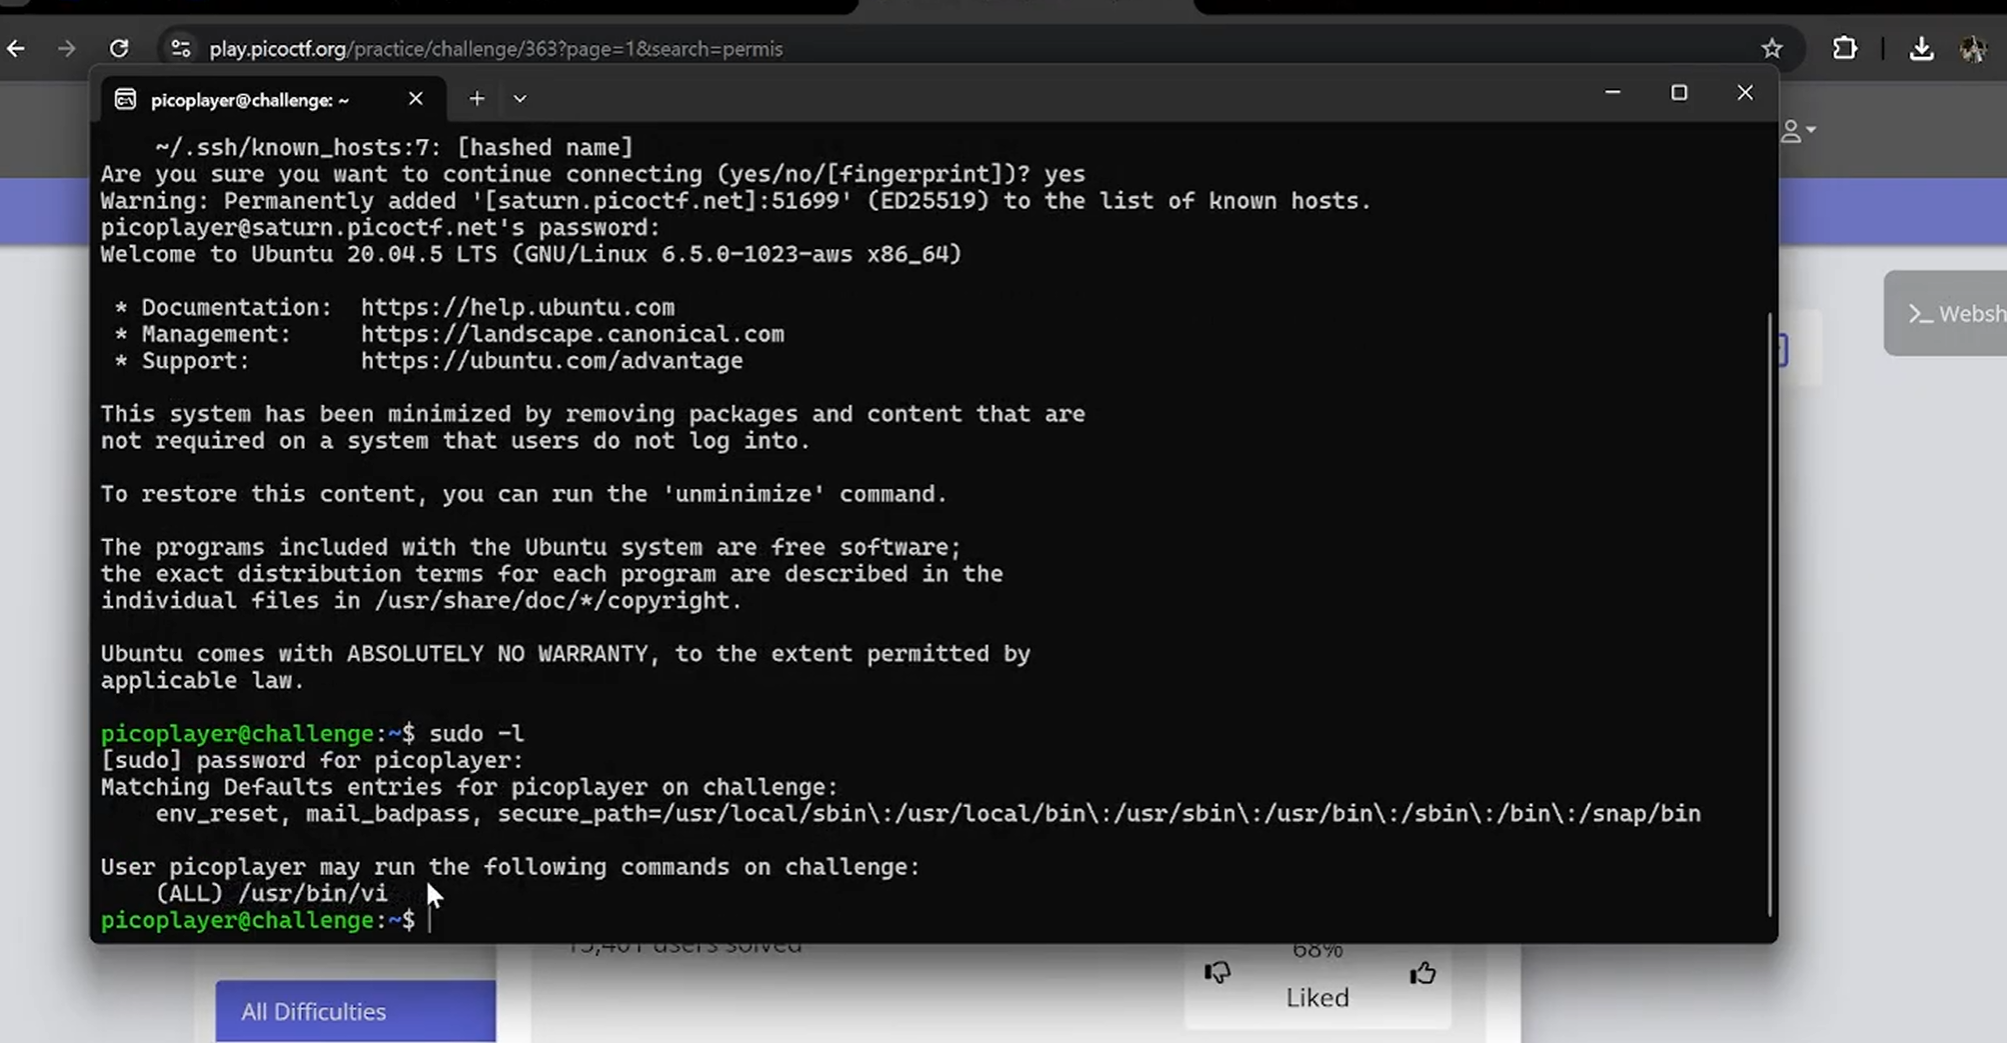 play.picoctf.org/practice/challenge/363?page=1&search=permis
picoplayer@challenge: ~
~/.ssh/known_hosts:7: [hashed name]
Are you sure you want to continue connecting (yes/no/[fingerprint])? yes
Warning: Permanently added '[saturn.picoctf.net]:51699' (ED25519) to the list of known hosts.
picoplayer@saturn.picoctf.net's password:
Welcome to Ubuntu 20.04.5 LTS (GNU/Linux 6.5.0-1023-aws x86_64)
* Documentation: https://help.ubuntu.com
* Management: https://landscape.canonical.com
* Support: https://ubuntu.com/advantage
This system has been minimized by removing packages and content that are
not required on a system that users do not log into.
To restore this content, you can run the 'unminimize' command.
The programs included with the Ubuntu system are free software;
the exact distribution terms for each program are described in the
individual files in /usr/share/doc/*/copyright.
Ubuntu comes with ABSOLUTELY NO WARRANTY, to the extent permitted by
applicable law.
picoplayer@challenge:~$ sudo -l
[sudo] password for picoplayer:
Matching Defaults entries for picoplayer on challenge:
env_reset, mail_badpass, secure_path=/usr/local/sbin\:/usr/local/bin\:/usr/sbin\:/usr/bin\:/sbin\:/bin\:/snap/bin
User picoplayer may run the following commands on challenge:
(ALL) /usr/bin/vi
picoplayer@challenge:~$
>_ Websh
users solved
68%
Liked
All Difficulties